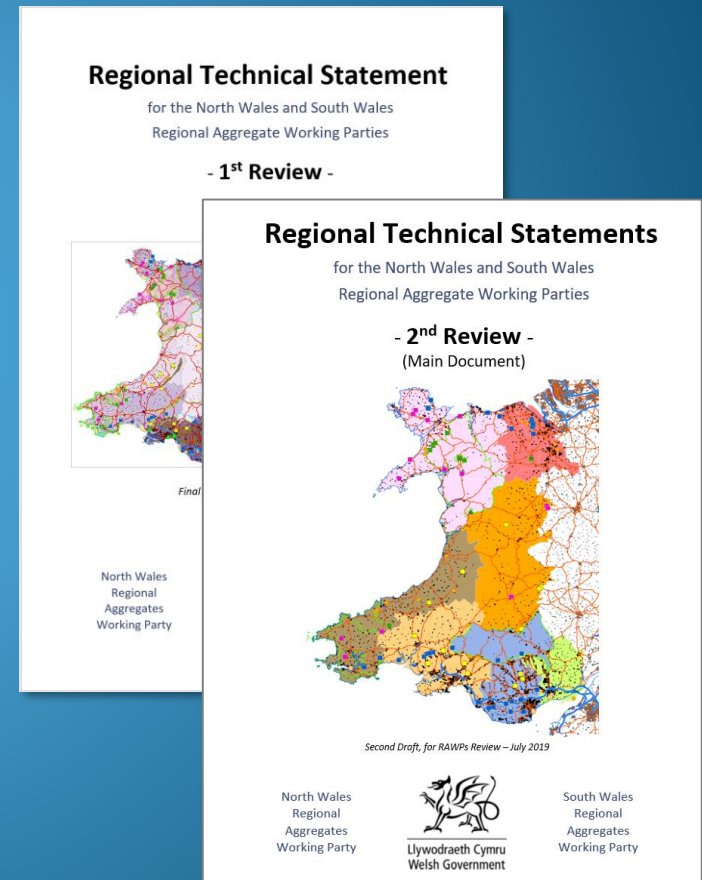 Regional Technical Statement
for the North Wales and South Wales
Regional Aggregate Working Parties
- 1st Review -
Final
North Wales
Regional
Aggregates
Working Party
Regional Technical Statements
for the North Wales and South Wales
Regional Aggregate Working Parties
- 2nd Review -
(Main Document)
Second Draft, for RAWPs Review – July 2019
North Wales
Regional
Aggregates
Working Party
Llywodraeth Cymru
Welsh Government
South Wales
Regional
Aggregates
Working Party